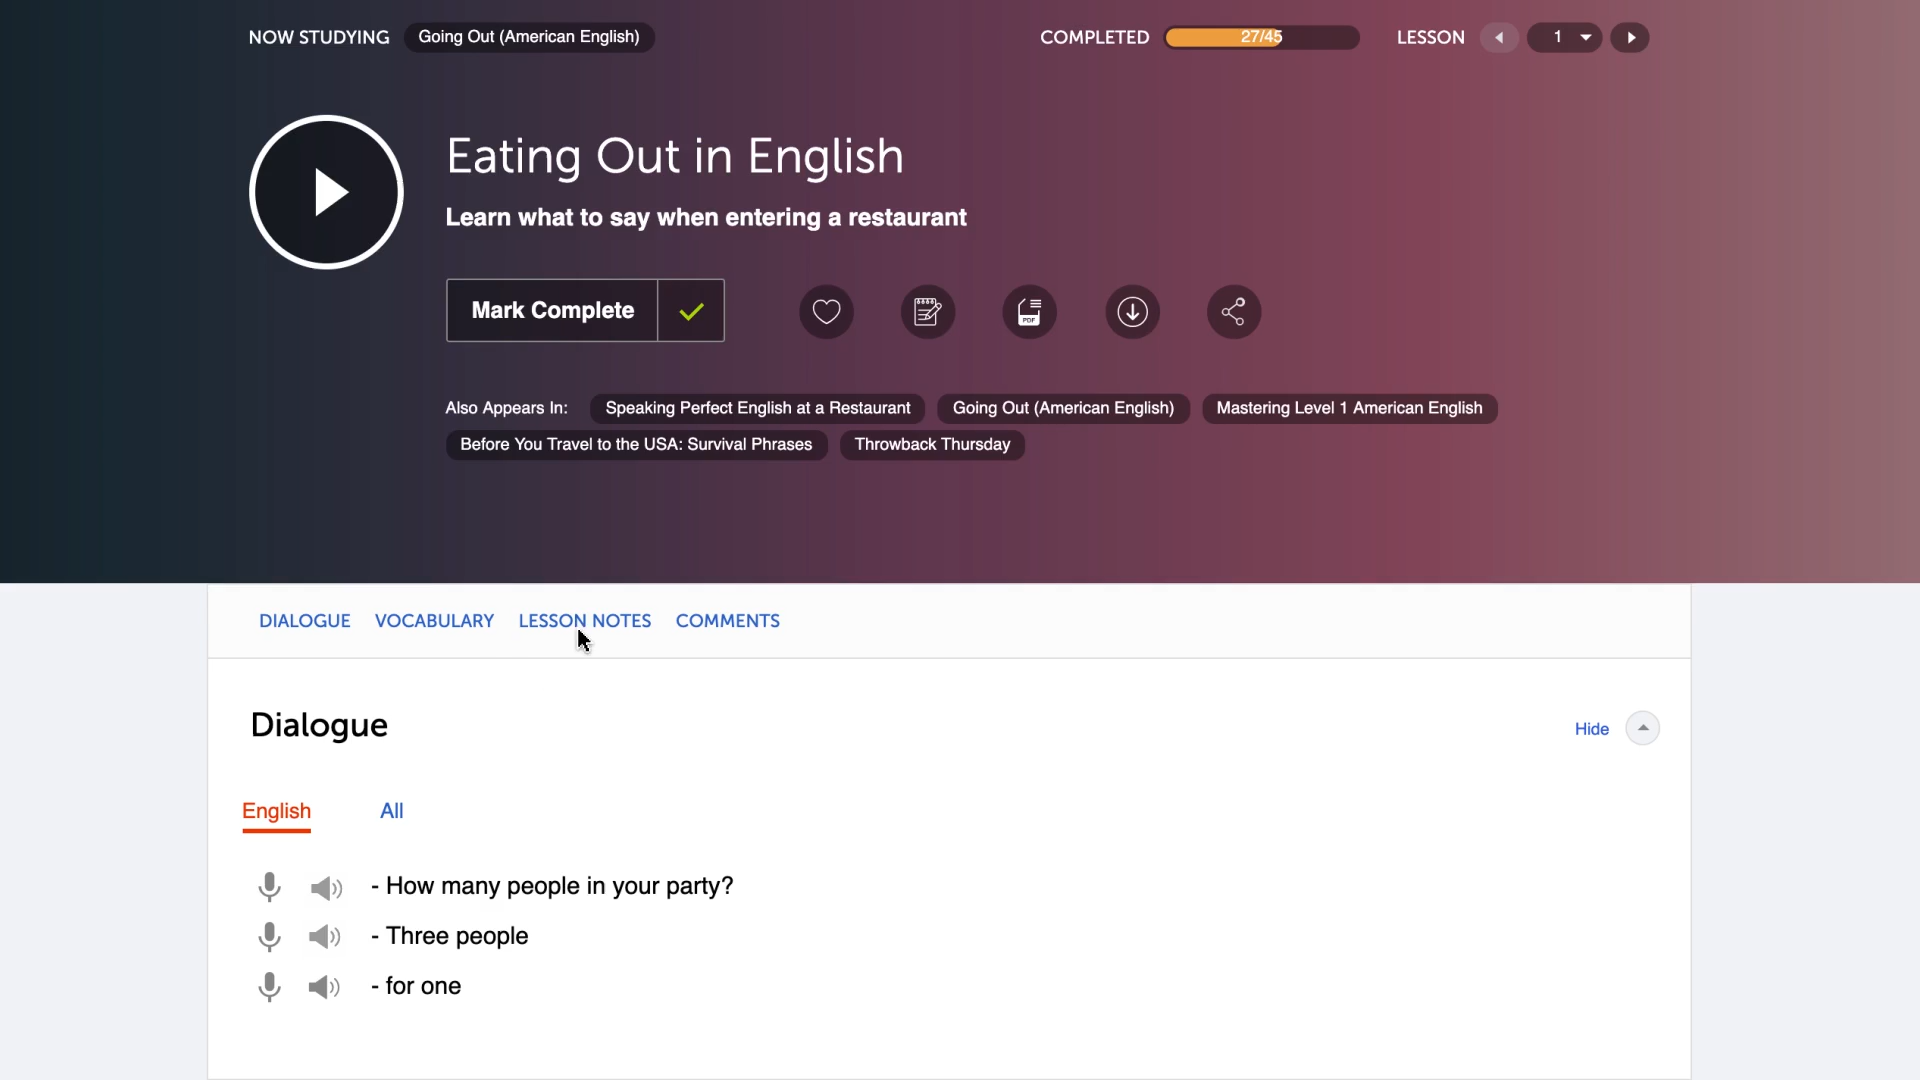 NOW STUDYING Going Out (American English) COMPLETED 27/45 LESSON 1
Eating Out in English
Learn what to say when entering a restaurant
Mark Complete
PDF
Also Appears In: Speaking Perfect English at a Restaurant Going Out (American English) Mastering Level 1 American English
Before You Travel to the USA: Survival Phrases Throwback Thursday
DIALOGUE VOCABULARY LESSON NOTES COMMENTS
Dialogue Hide
English All
- How many people in your party?
- Three people
- for one